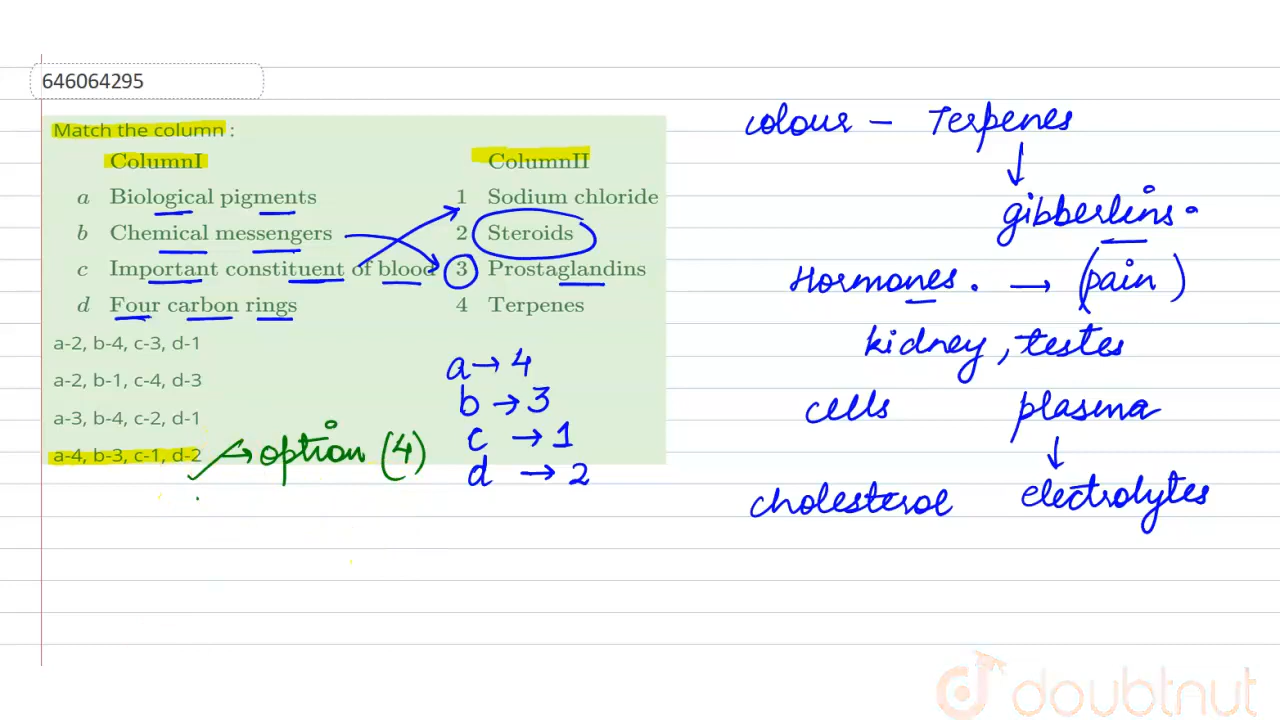 646064295
Match the column :
ColumnI ColumnII
a Biological pigments 1 Sodium chloride
b Chemical messengers 2 Steroids
c Important constituent of blood 3 Prostaglandins
d Four carbon rings 4 Terpenes
a-2, b-4, c-3, d-1
a-2, b-1, c-4, d-3
a-3, b-4, c-2, d-1
a-4, b-3, c-1, d-2
→ option (4)
a → 4
b → 3
c → 1
d → 2
colour - Terpenes
↓
gibberlins.
Hormones. → (pain)
kidney, testes
cells plasma
↓
cholesterol electrolytes
doubtnut